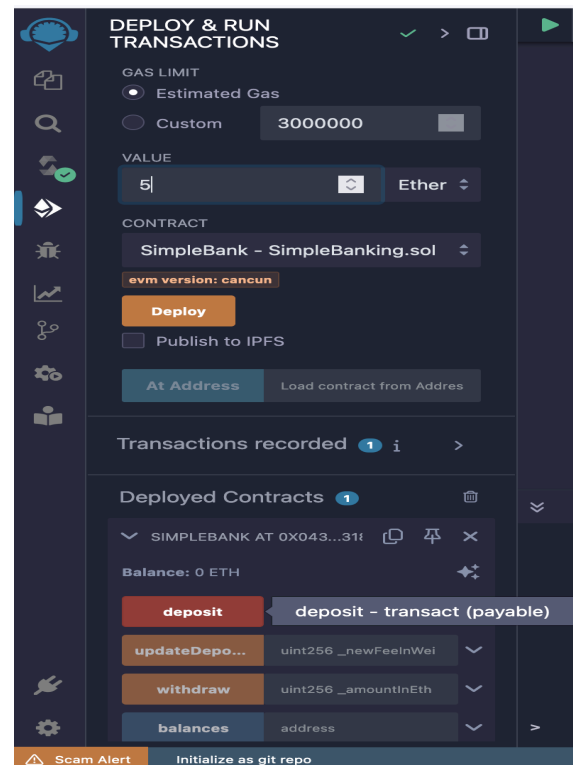 DEPLOY & RUN
TRANSACTIONS
GAS LIMIT
Estimated Gas
Custom 3000000
VALUE
5 Ether
CONTRACT
SimpleBank - SimpleBanking.sol
evm version: cancun
Deploy
Publish to IPFS
At Address Load contract from Addres
Transactions recorded 1 i >
Deployed Contracts 1
SIMPLEBANK AT 0X043...318
Balance: 0 ETH
deposit deposit - transact (payable)
updateDepo... uint256 _newFeeInWei
withdraw uint256 _amountInEth
balances address
>
Scam Alert Initialize as git repo